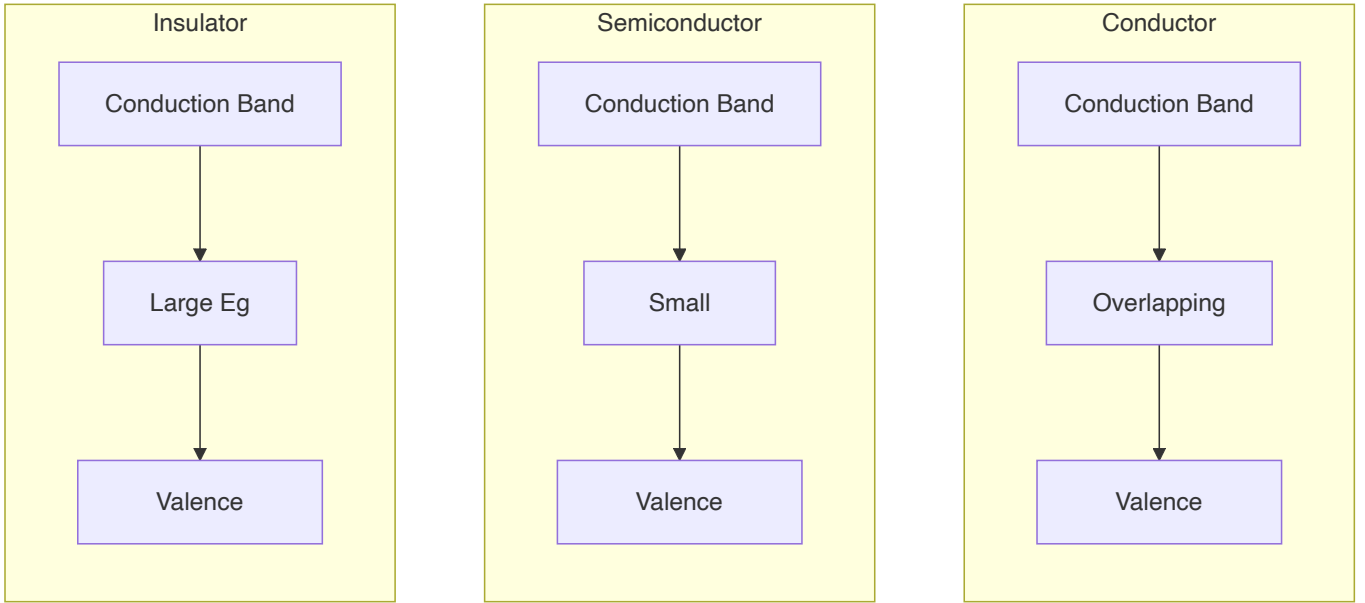 Insulator
Conduction Band
Large Eg
Valence
Semiconductor
Conduction Band
Small
Valence
Conductor
Conduction Band
Overlapping
Valence